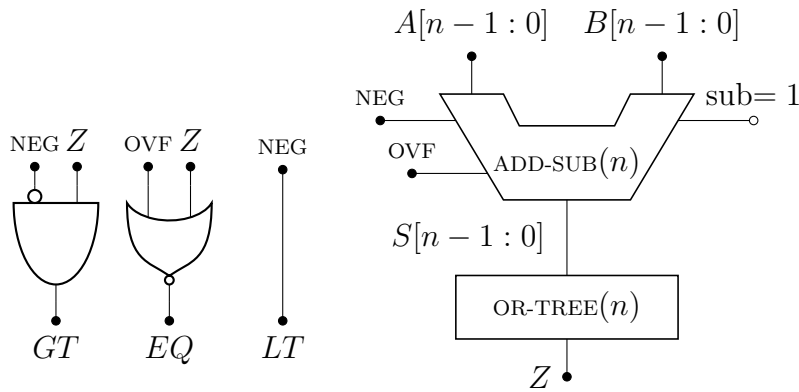 A[n − 1 : 0] B[n − 1 : 0]
NEG sub= 1
NEG Z OVF Z NEG OVF ADD-SUB(n)
S[n − 1 : 0]
OR-TREE(n)
GT EQ LT
Z